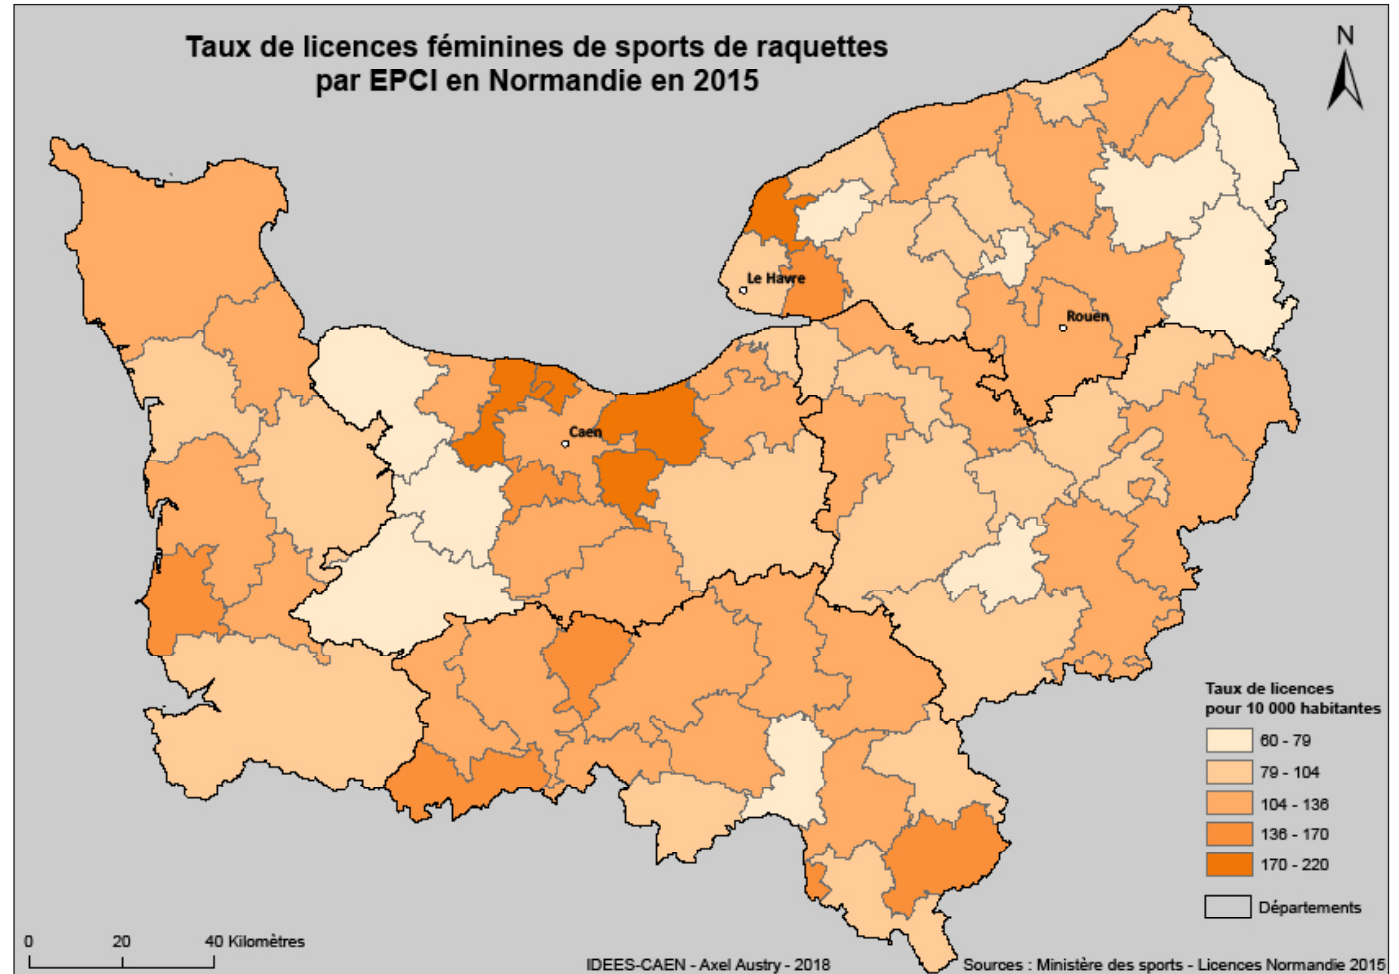 Taux de licences féminines de sports de raquettes
par EPCI en Normandie en 2015
N
Le Havre
Rouen
Caen
Taux de licences
pour 10 000 habitantes
60 - 79
79 - 104
104 - 136
136 - 170
170 - 220
Départements
0 20 40 Kilomètres
IDEES-CAEN - Axel Austry - 2018
Sources : Ministère des sports - Licences Normandie 2015